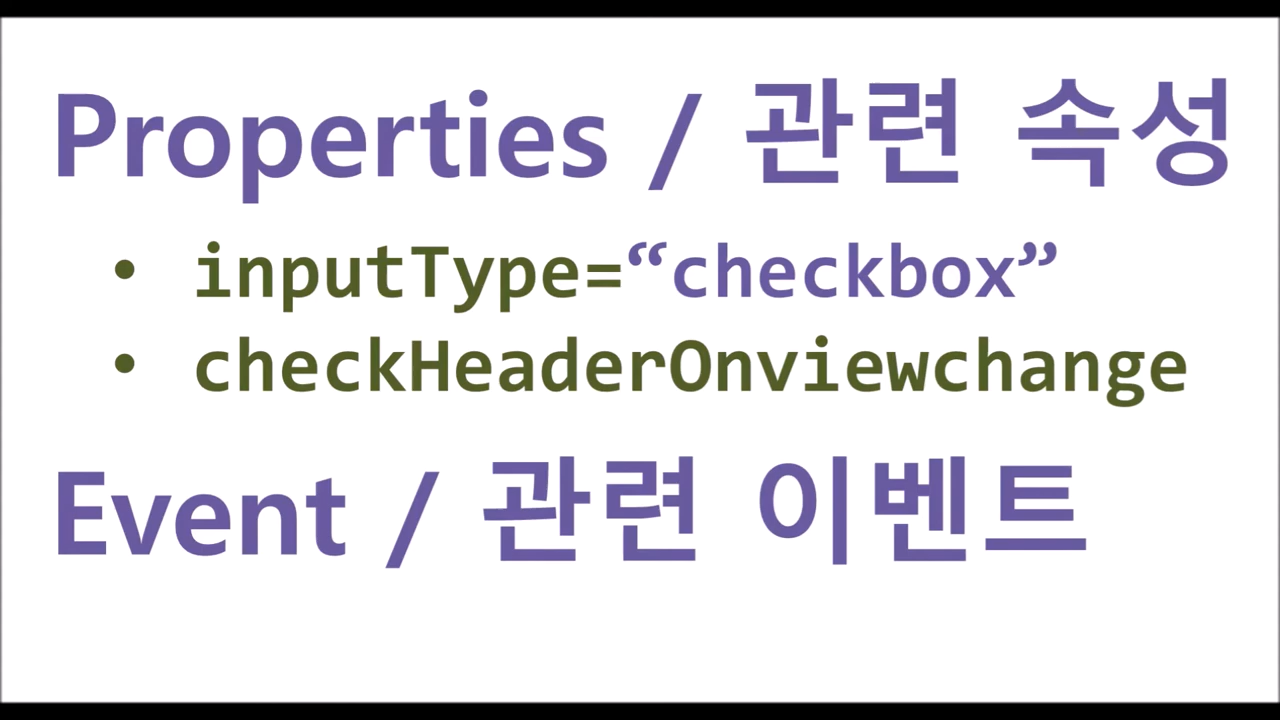 Properties / 관련 속성
• inputType=“checkbox”
• checkHeaderOnviewchange
Event / 관련 이벤트